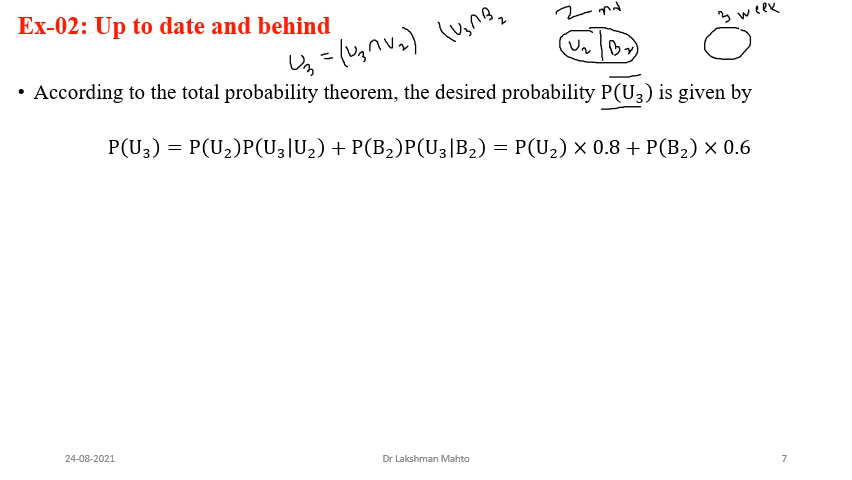 Ex-02: Up to date and behind
U₃ = (U₃∩U₂) (U₃∩B₂
2 nd
U₂ | B₂
3 week
• According to the total probability theorem, the desired probability P(U₃) is given by
P(U₃) = P(U₂)P(U₃|U₂) + P(B₂)P(U₃|B₂) = P(U₂) × 0.8 + P(B₂) × 0.6
24-08-2021
Dr Lakshman Mahto
7